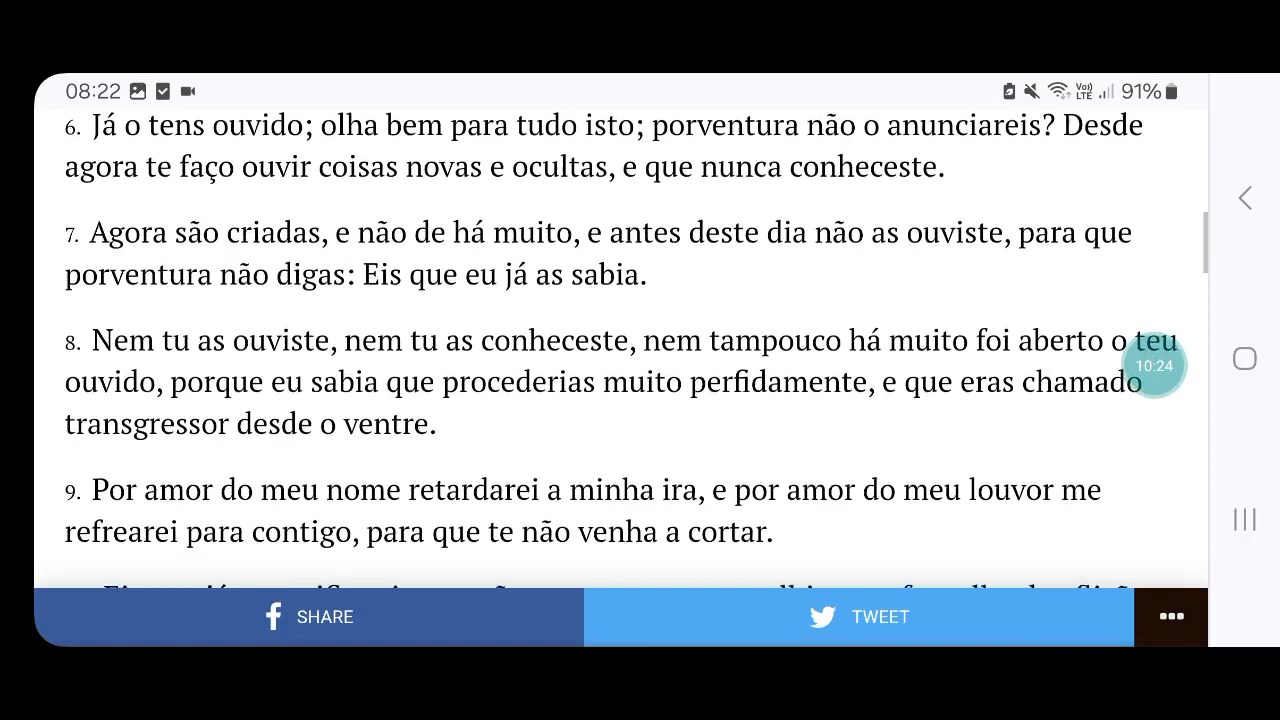 08:22
Vo)) LTE
91%
6. Já o tens ouvido; olha bem para tudo isto; porventura não o anunciareis? Desde
agora te faço ouvir coisas novas e ocultas, e que nunca conheceste.
7. Agora são criadas, e não de há muito, e antes deste dia não as ouviste, para que
porventura não digas: Eis que eu já as sabia.
8. Nem tu as ouviste, nem tu as conheceste, nem tampouco há muito foi aberto o teu
10:24
ouvido, porque eu sabia que procederias muito perfidamente, e que eras chamado
transgressor desde o ventre.
9. Por amor do meu nome retardarei a minha ira, e por amor do meu louvor me
refrearei para contigo, para que te não venha a cortar.
SHARE
TWEET